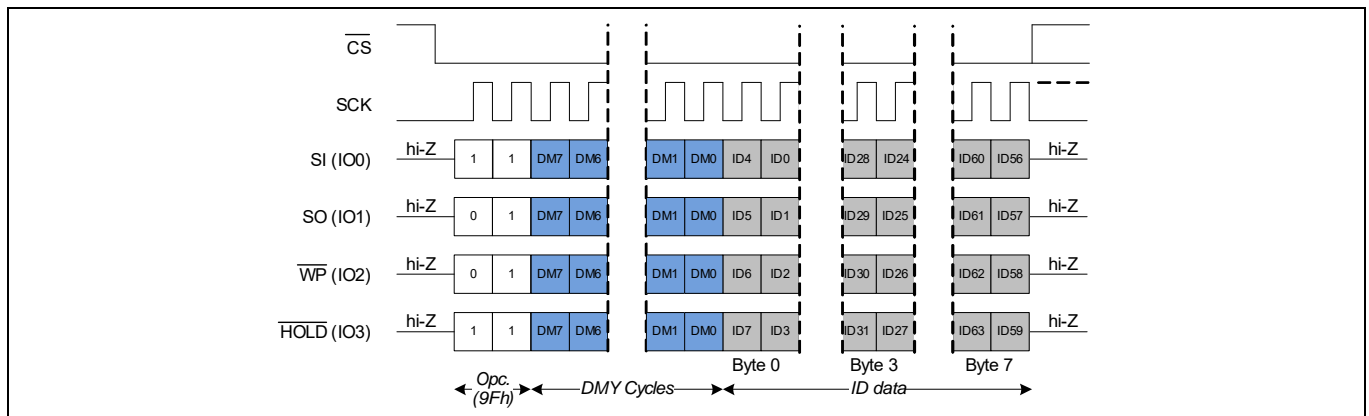 CS
SCK
SI (IO0) hi-Z 1 1 DM7 DM6 DM1 DM0 ID4 ID0 ID28 ID24 ID60 ID56 hi-Z
SO (IO1) hi-Z 0 1 DM7 DM6 DM1 DM0 ID5 ID1 ID29 ID25 ID61 ID57 hi-Z
WP (IO2) hi-Z 0 1 DM7 DM6 DM1 DM0 ID6 ID2 ID30 ID26 ID62 ID58 hi-Z
HOLD (IO3) hi-Z 1 1 DM7 DM6 DM1 DM0 ID7 ID3 ID31 ID27 ID63 ID59 hi-Z
Byte 0 Byte 3 Byte 7
Opc. DMY Cycles ID data
(9Fh)